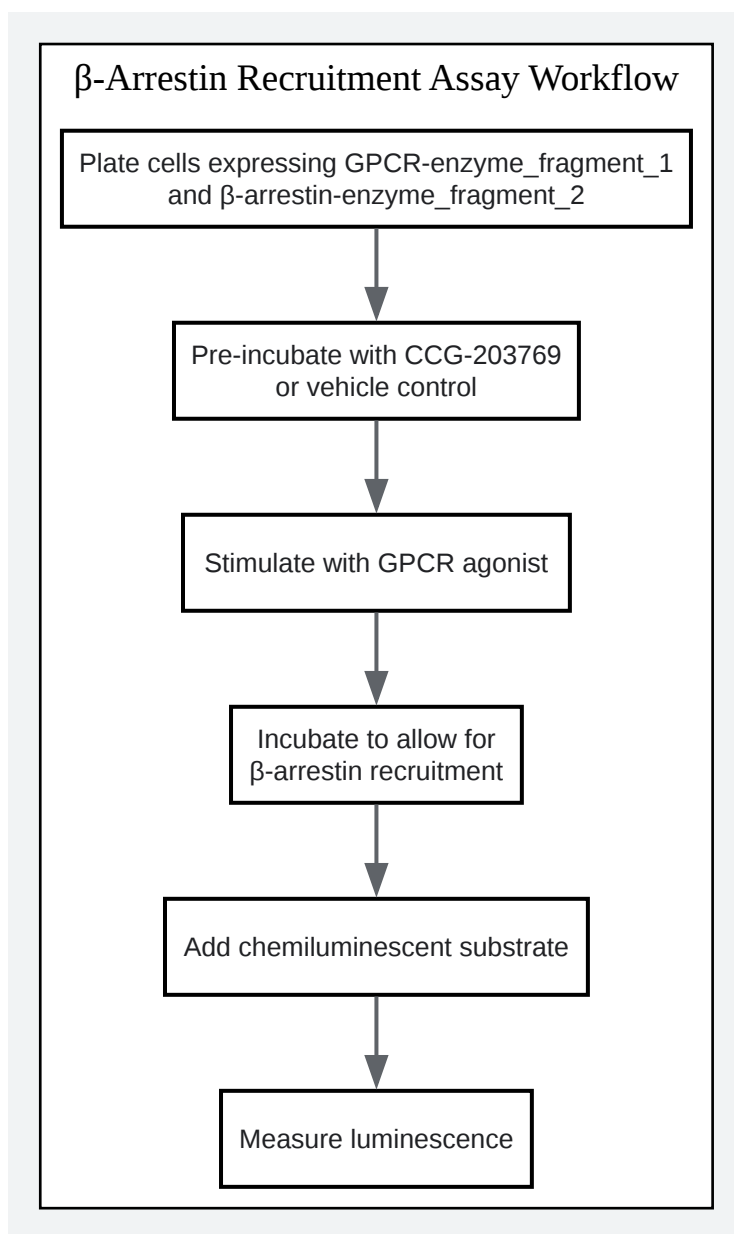 β-Arrestin Recruitment Assay Workflow
Plate cells expressing GPCR-enzyme_fragment_1
and β-arrestin-enzyme_fragment_2
Pre-incubate with CCG-203769
or vehicle control
Stimulate with GPCR agonist
Incubate to allow for
β-arrestin recruitment
Add chemiluminescent substrate
Measure luminescence